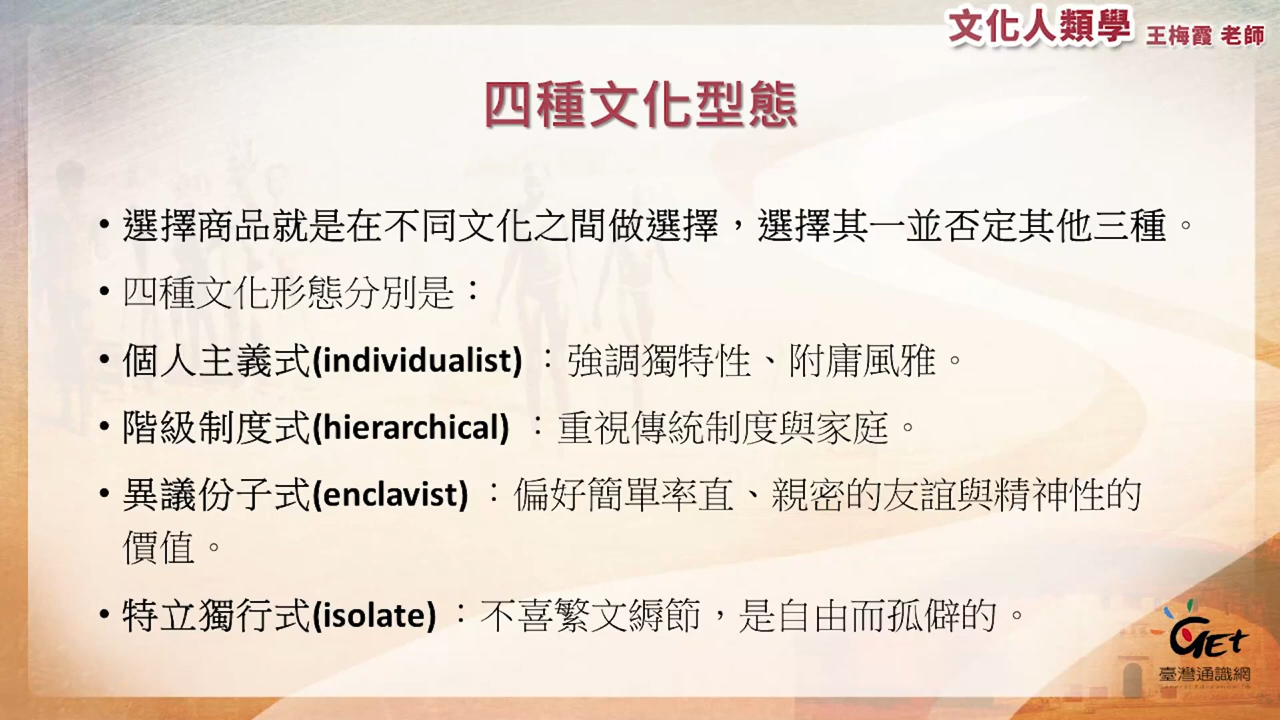 文化人類學 王梅霞 老師
四種文化型態
• 選擇商品就是在不同文化之間做選擇，選擇其一並否定其他三種。
• 四種文化形態分別是：
• 個人主義式(individualist) ：強調獨特性、附庸風雅。
• 階級制度式(hierarchical) ：重視傳統制度與家庭。
• 異議份子式(enclavist) ：偏好簡單率直、親密的友誼與精神性的
價值。
• 特立獨行式(isolate) ：不喜繁文縟節，是自由而孤僻的。
GET
臺灣通識網